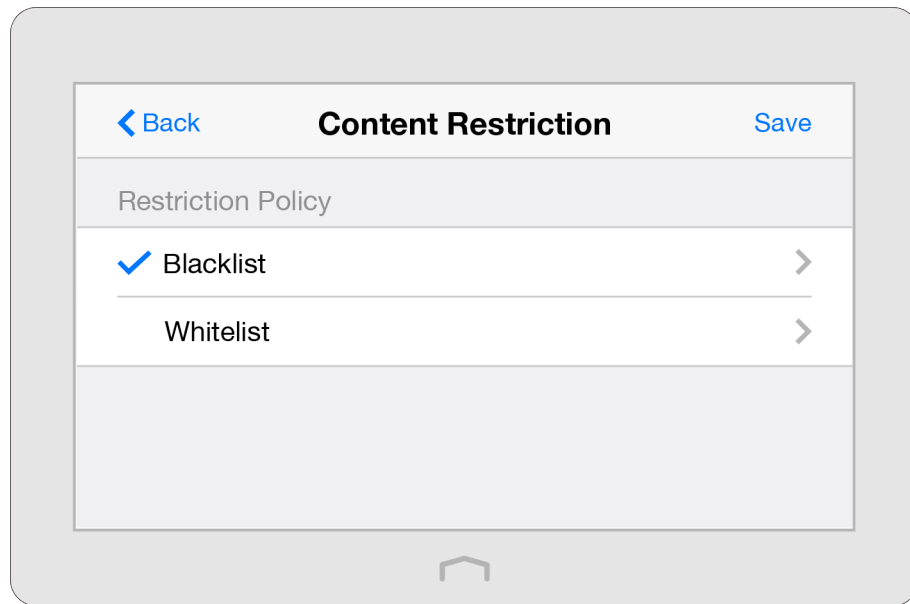 Back Content Restriction Save
Restriction Policy
Blacklist
Whitelist